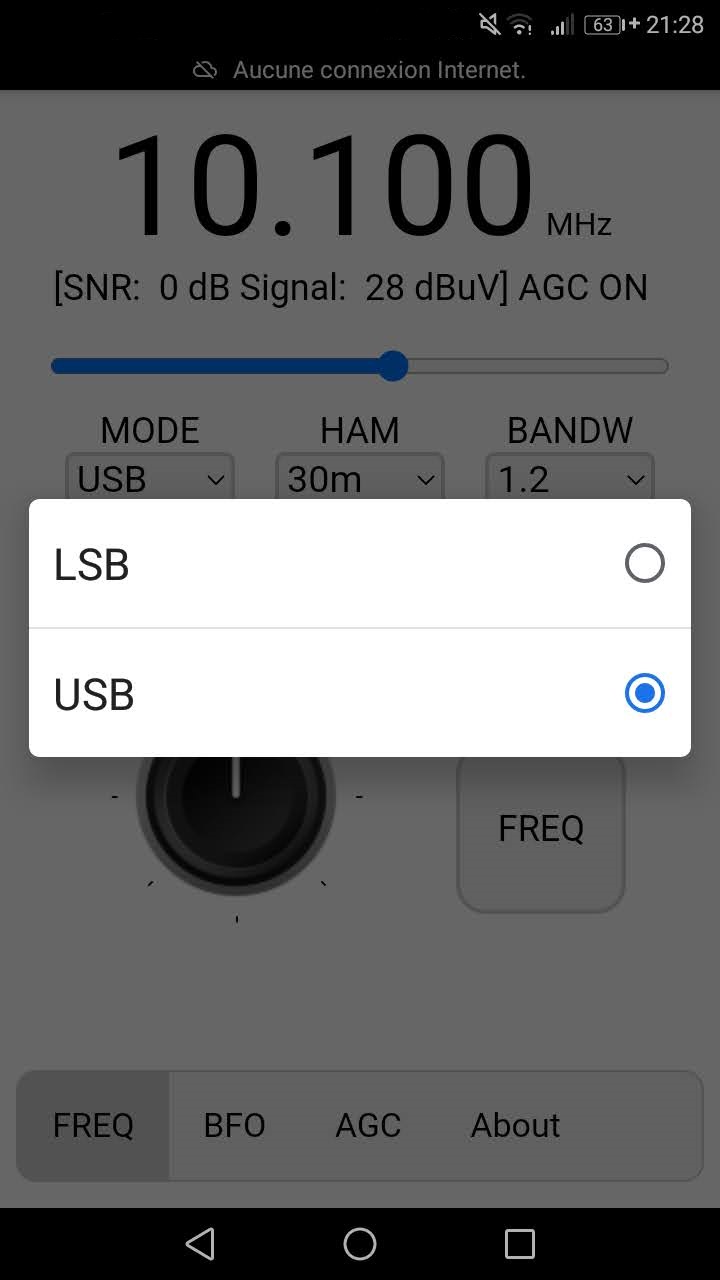 63 21:28
Aucune connexion Internet.
10.100 MHz
[SNR: 0 dB Signal: 28 dBuV] AGC ON
MODE HAM BANDW
USB 30m 1.2
LSB
USB
FREQ
FREQ BFO AGC About